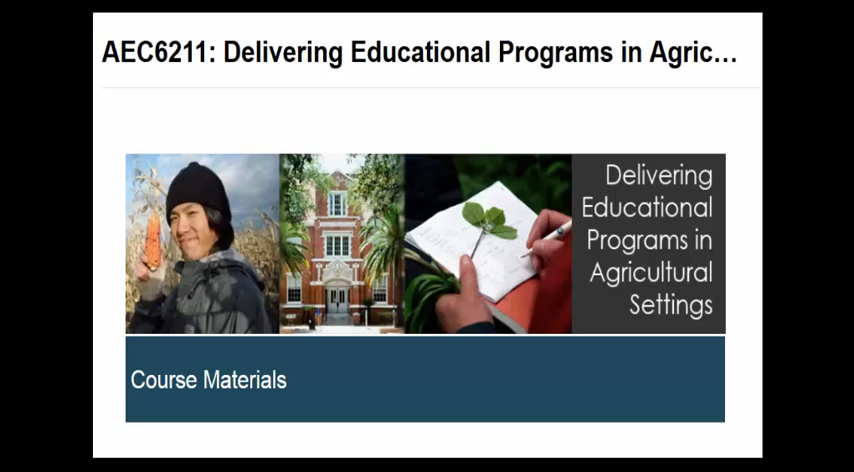 AEC6211: Delivering Educational Programs in Agric...
Delivering
Educational
Programs in
Agricultural
Settings
Course Materials